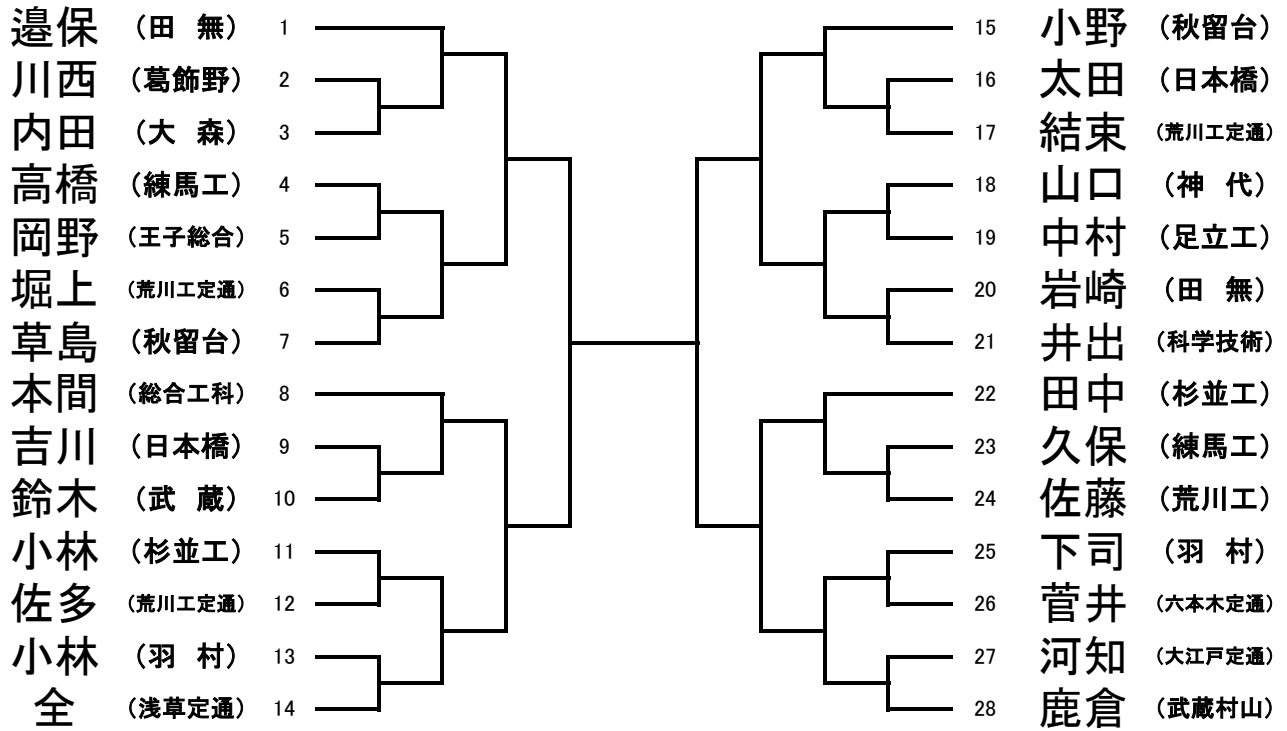 邉保 （田 無） 1
川西 （葛飾野） 2
内田 （大 森） 3
高橋 （練馬工） 4
岡野 （王子総合） 5
堀上 （荒川工定通） 6
草島 （秋留台） 7
本間 （総合工科） 8
吉川 （日本橋） 9
鈴木 （武 蔵） 10
小林 （杉並工） 11
佐多 （荒川工定通） 12
小林 （羽 村） 13
全 （浅草定通） 14
15 小野 （秋留台）
16 太田 （日本橋）
17 結束 （荒川工定通）
18 山口 （神 代）
19 中村 （足立工）
20 岩崎 （田 無）
21 井出 （科学技術）
22 田中 （杉並工）
23 久保 （練馬工）
24 佐藤 （荒川工）
25 下司 （羽 村）
26 菅井 （六本木定通）
27 河知 （大江戸定通）
28 鹿倉 （武蔵村山）